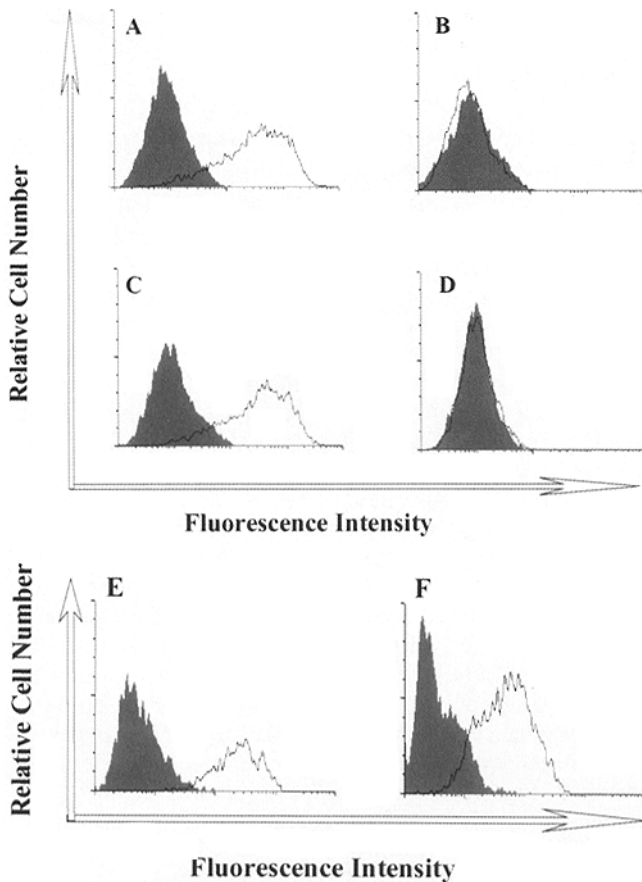 A
B
Relative Cell Number
C
D
Fluorescence Intensity
E
F
Relative Cell Number
Fluorescence Intensity